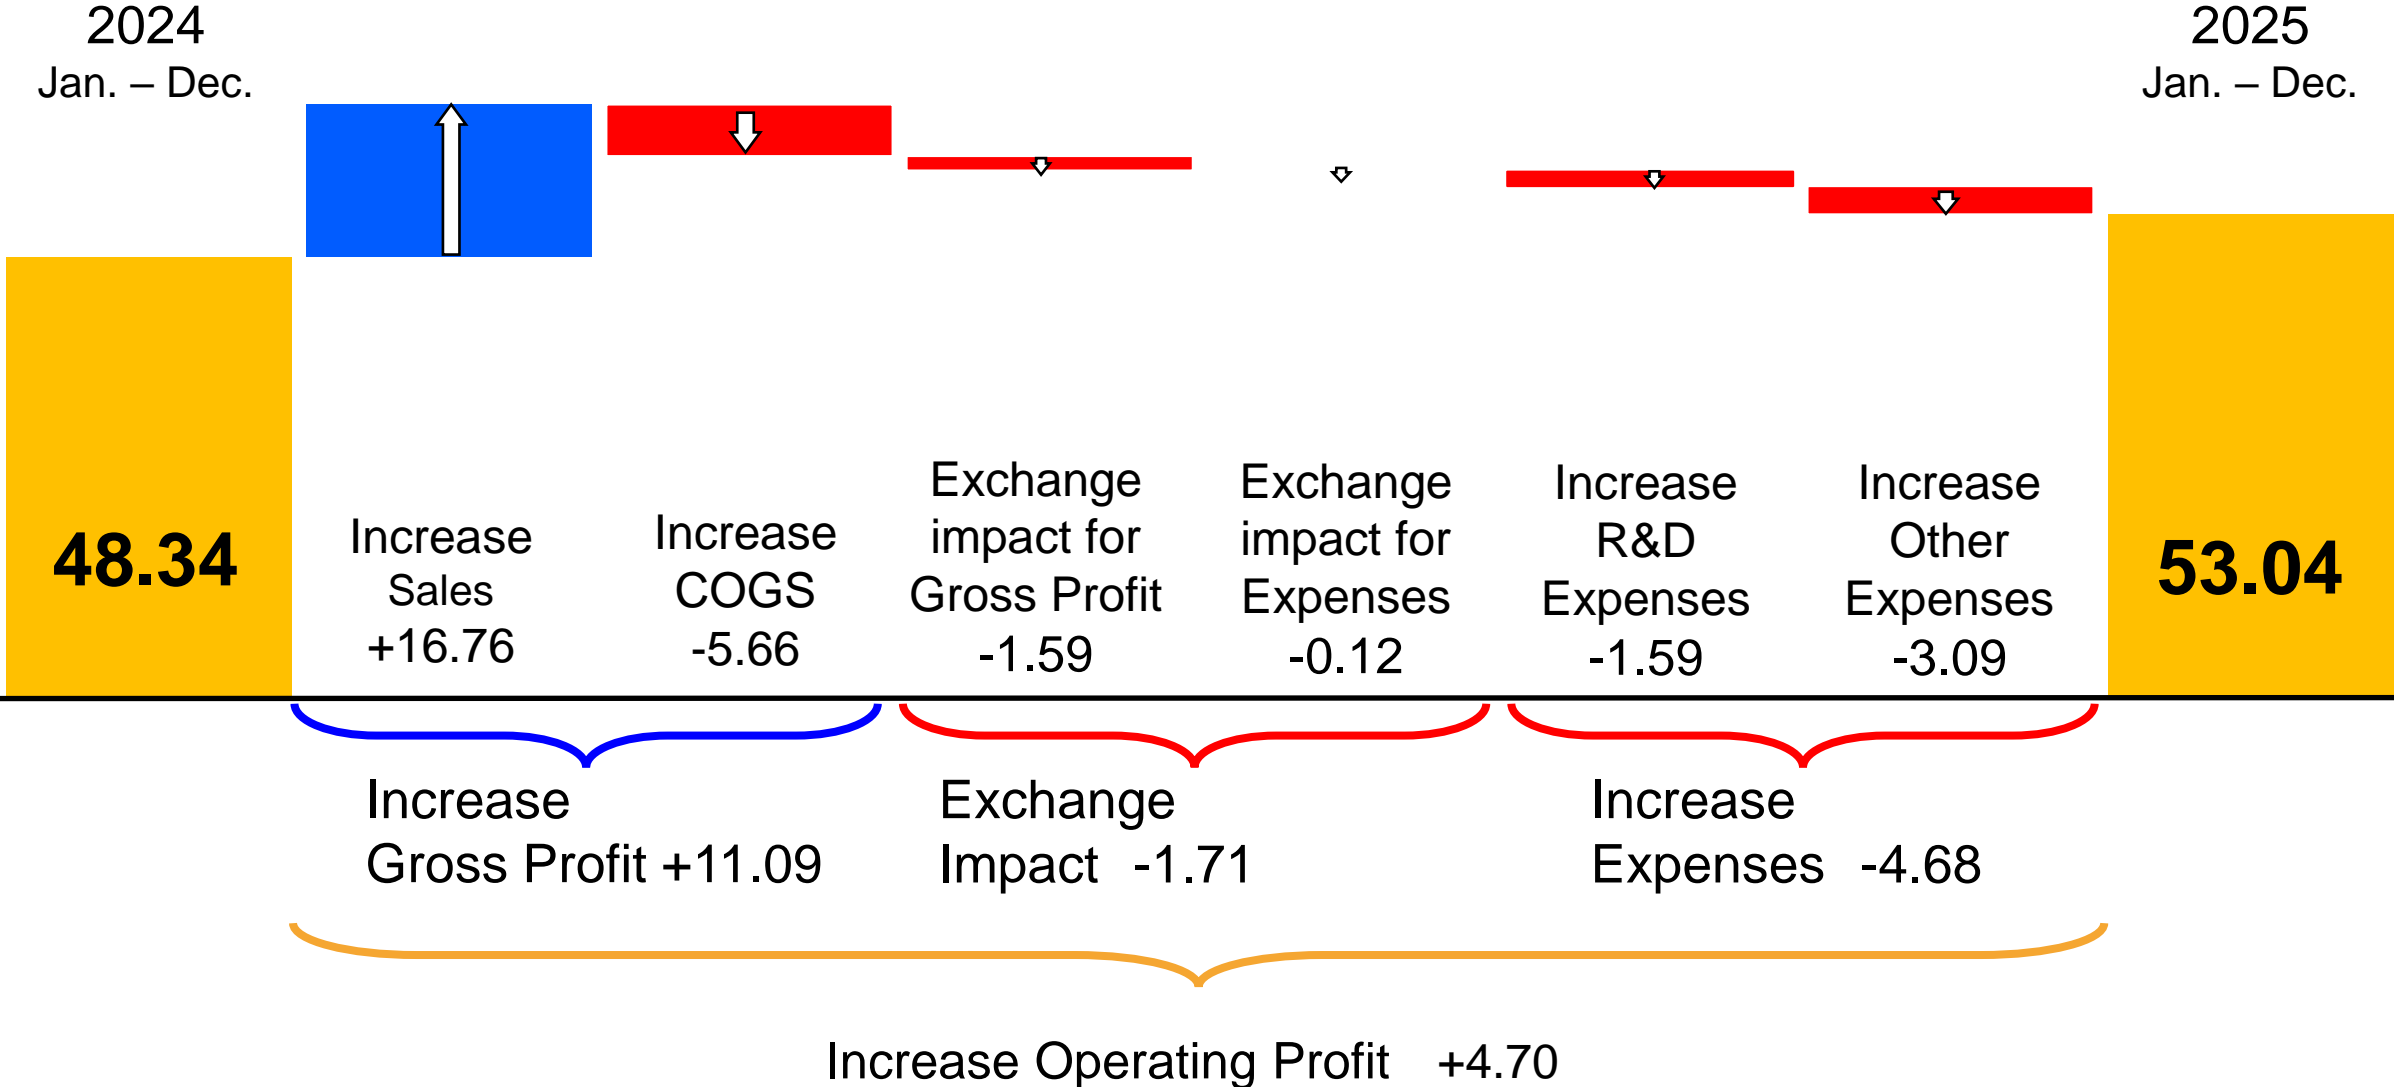 2024
Jan. – Dec.
2025
Jan. – Dec.
48.34
Increase
Sales
+16.76
Increase
COGS
-5.66
Exchange
impact for
Gross Profit
-1.59
Exchange
impact for
Expenses
-0.12
Increase
R&D
Expenses
-1.59
Increase
Other
Expenses
-3.09
53.04
Increase
Gross Profit +11.09
Exchange
Impact -1.71
Increase
Expenses -4.68
Increase Operating Profit +4.70